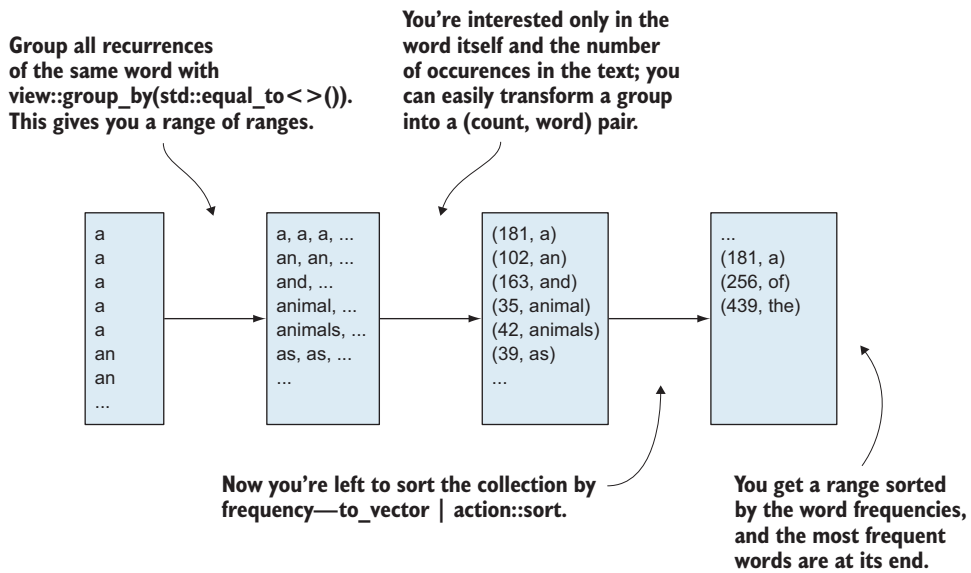 Group all recurrences
of the same word with
view::group_by(std::equal_to< >()).
This gives you a range of ranges.
You're interested only in the
word itself and the number
of occurences in the text; you
can easily transform a group
into a (count, word) pair.
a
a
a
a
a
an
an
...
a, a, a, ...
an, an, ...
and, ...
animal, ...
animals, ...
as, as, ...
...
(181, a)
(102, an)
(163, and)
(35, animal)
(42, animals)
(39, as)
...
...
(181, a)
(256, of)
(439, the)
Now you're left to sort the collection by
frequency—to_vector | action::sort.
You get a range sorted
by the word frequencies,
and the most frequent
words are at its end.